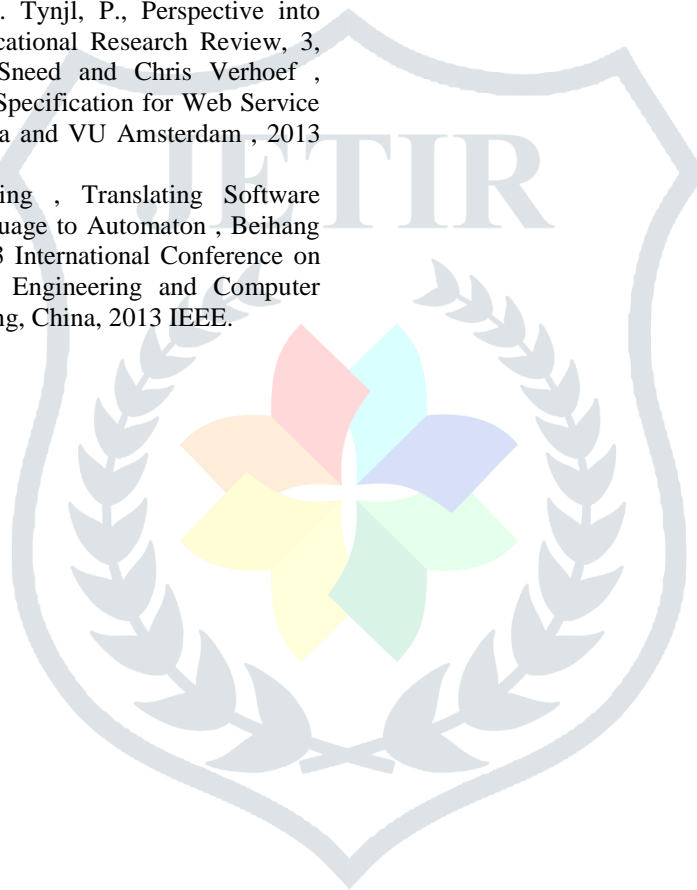 . Tynjl, P., Perspective into
cational Research Review, 3,
Sneed and Chris Verhoef ,
Specification for Web Service
a and VU Amsterdam , 2013
JETIR
ing , Translating Software
uage to Automaton , Beihang
3 International Conference on
Engineering and Computer
ng, China, 2013 IEEE.